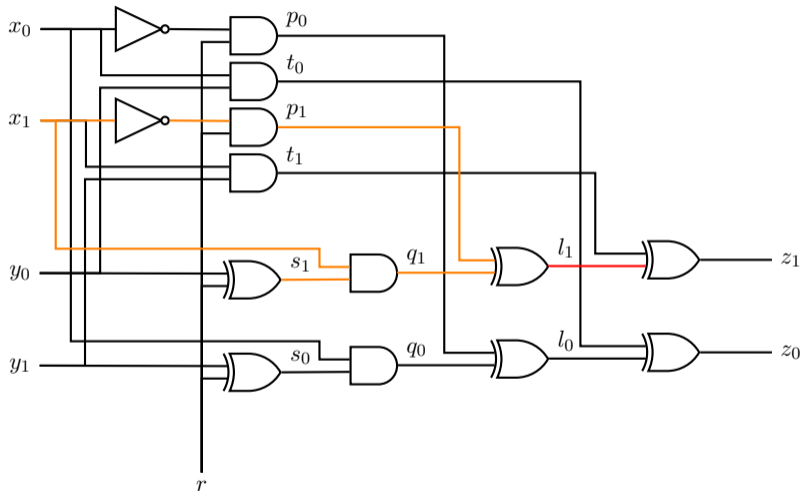 x₀
p₀
t₀
x₁
p₁
t₁
y₀
s₁
q₁
l₁
z₁
y₁
s₀
q₀
l₀
z₀
r